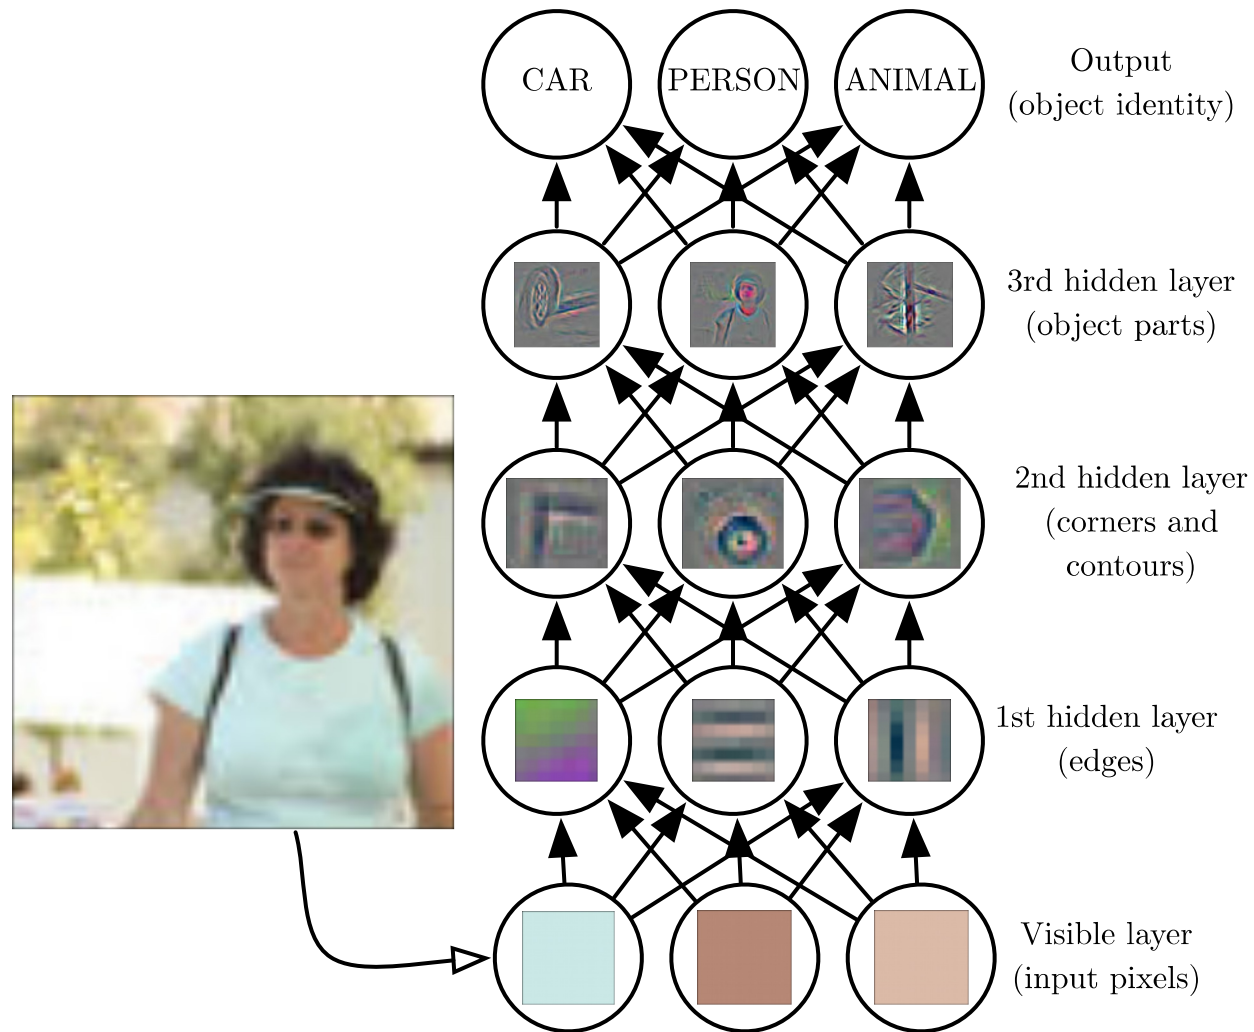 CAR PERSON ANIMAL
Output
(object identity)
3rd hidden layer
(object parts)
2nd hidden layer
(corners and
contours)
1st hidden layer
(edges)
Visible layer
(input pixels)